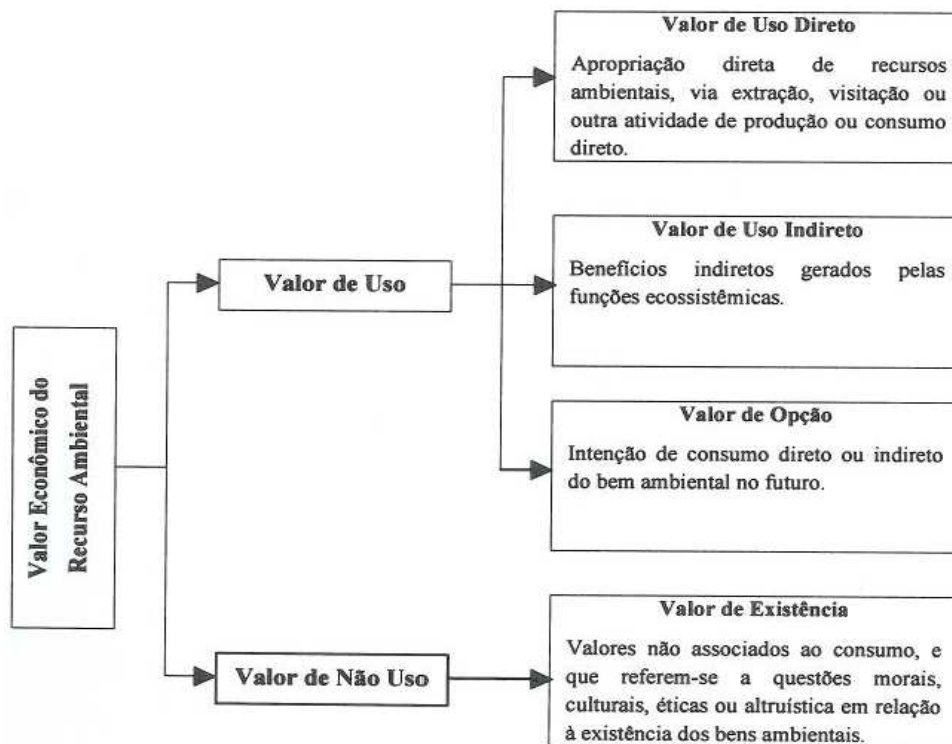 Valor Econômico do
Recurso Ambiental
Valor de Uso
Valor de Uso Direto
Apropriação direta de recursos
ambientais, via extração, visitação ou
outra atividade de produção ou consumo
direto.
Valor de Uso Indireto
Benefícios indiretos gerados pelas
funções ecossistêmicas.
Valor de Opção
Intenção de consumo direto ou indireto
do bem ambiental no futuro.
Valor de Não Uso
Valor de Existência
Valores não associados ao consumo, e
que referem-se a questões morais,
culturais, éticas ou altruística em relação
à existência dos bens ambientais.